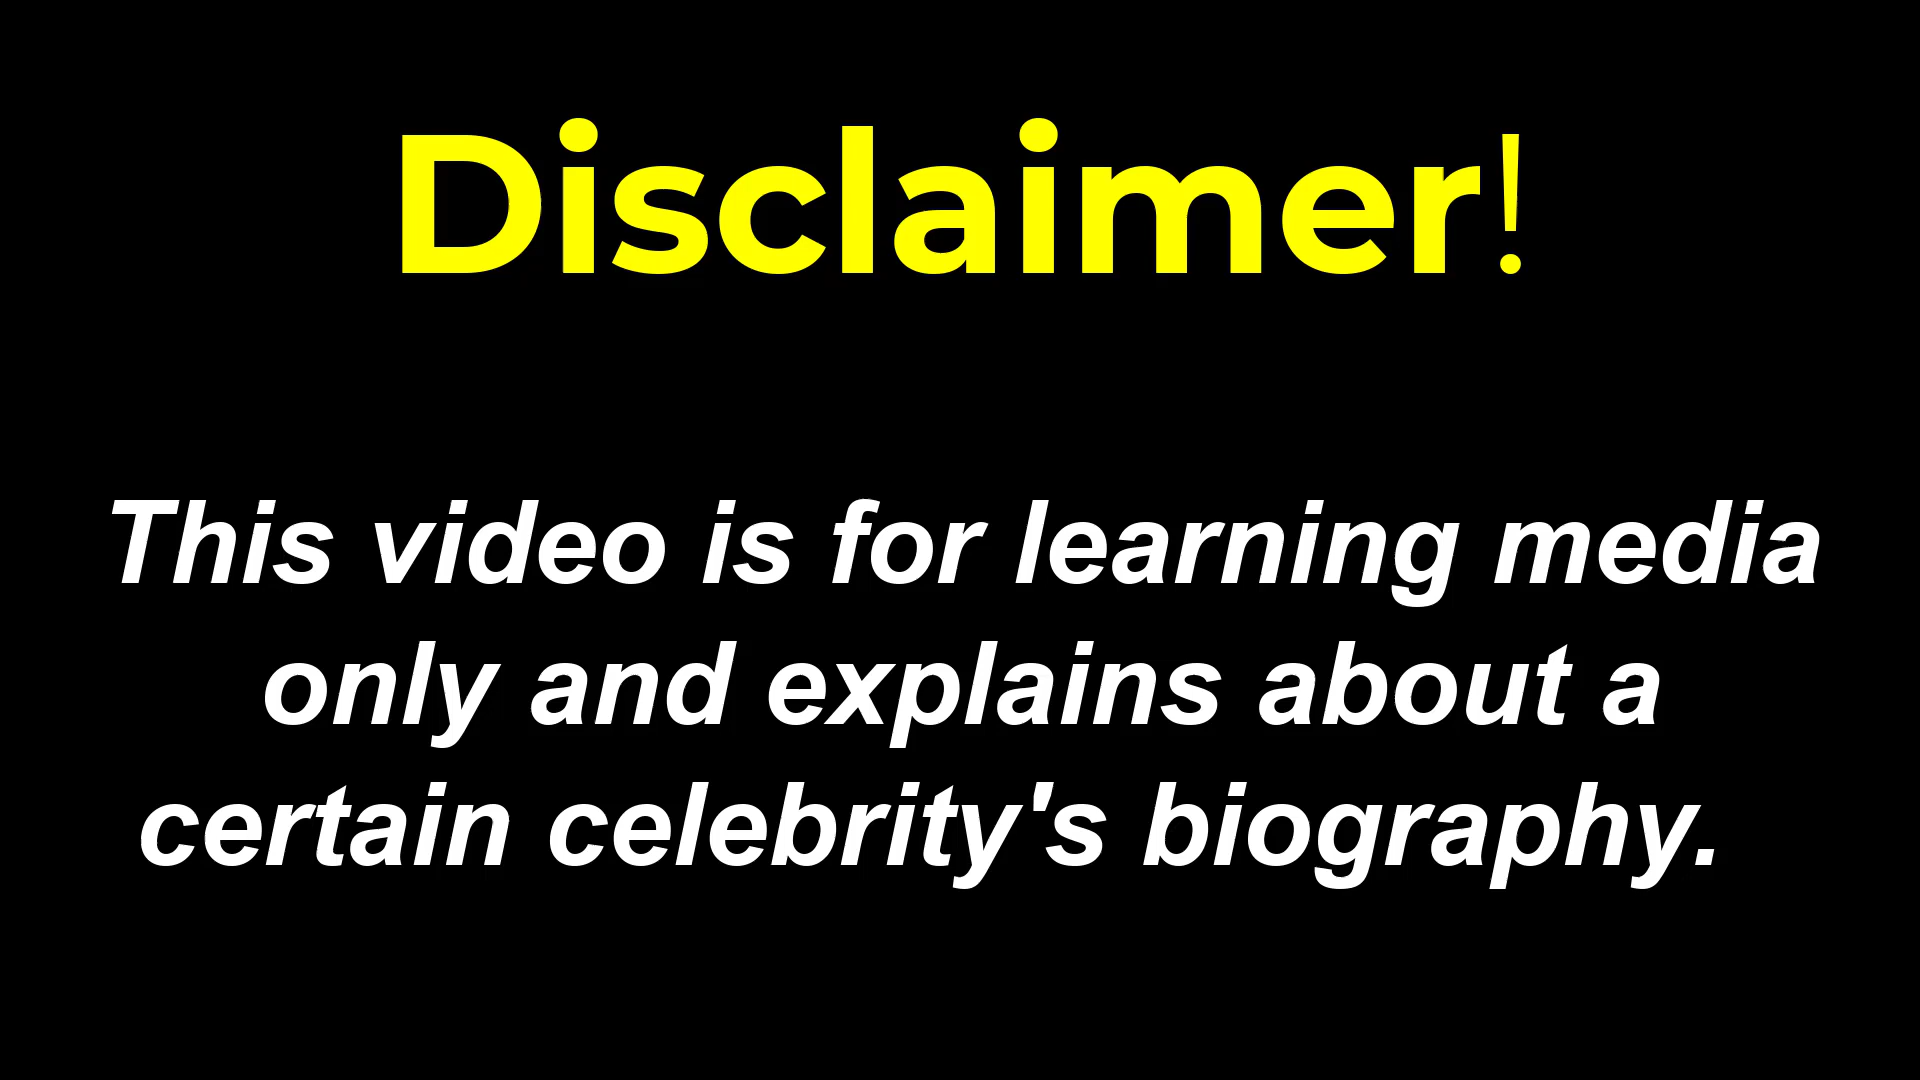 Disclaimer!
This video is for learning media
only and explains about a
certain celebrity's biography.